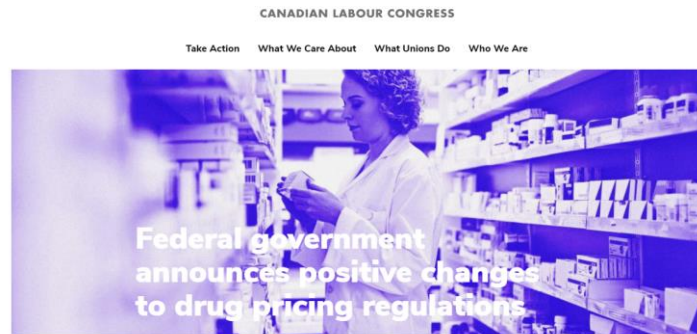 CANADIAN LABOUR CONGRESS
Take Action What We Care About What Unions Do Who We Are
Federal government
announces positive changes
to drug pricing regulations